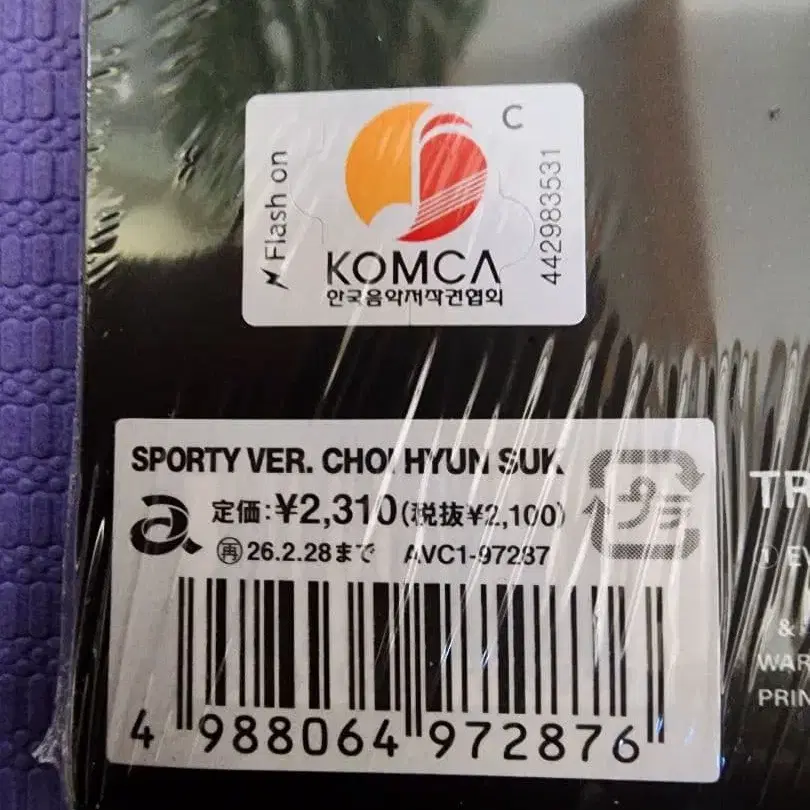 C
Flash on
442983531
KOMCA
한국음악저작권협회
SPORTY VER. CHOI HYUN SUK
定価:¥2,310(税抜¥2,100)
再 26.2.28まで AVC1-97287
4 988064 972876
TR
① EV
&
WAR
PRIN